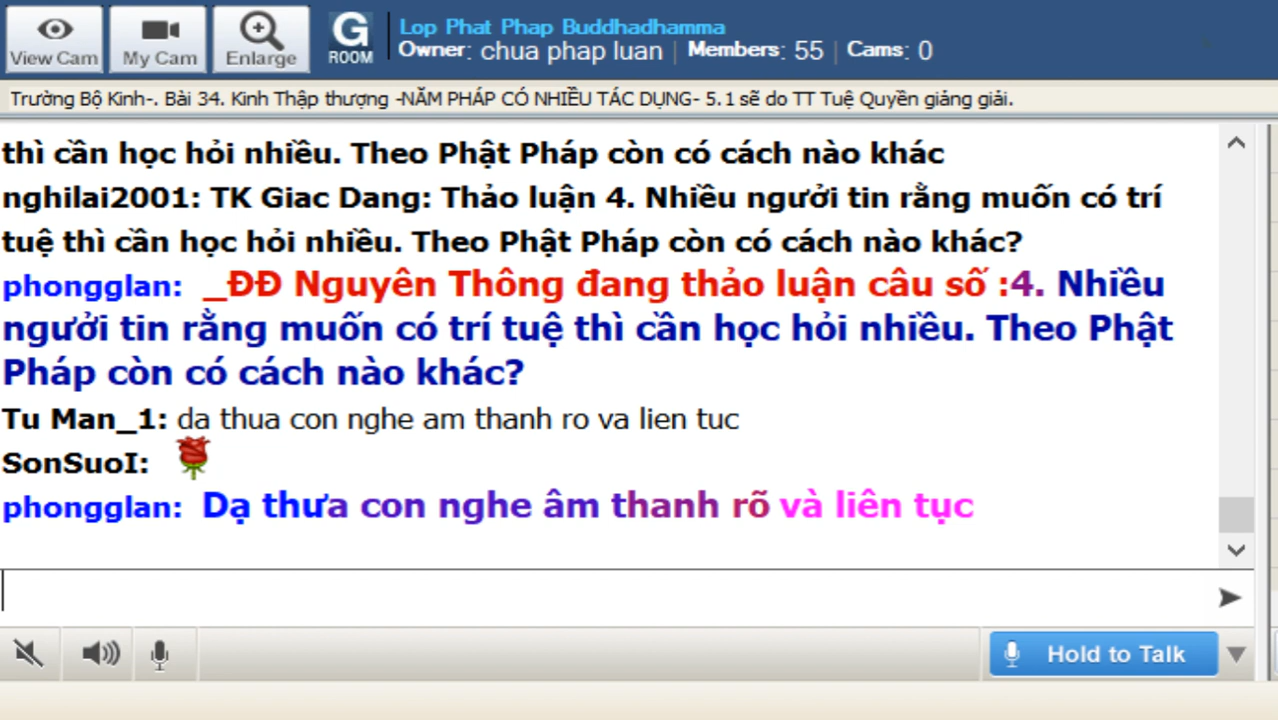 View Cam
My Cam
Enlarge
G
ROOM
Lop Phat Phap Buddhadhamma
Owner: chua phap luan | Members: 55 | Cams: 0
Trường Bộ Kinh-. Bài 34. Kinh Thập thượng -NĂM PHÁP CÓ NHIỀU TÁC DỤNG- 5.1 sẽ do TT Tuệ Quyền giảng giải.
thì cần học hỏi nhiều. Theo Phật Pháp còn có cách nào khác
nghilai2001: TK Giac Dang: Thảo luận 4. Nhiều người tin rằng muốn có trí
tuệ thì cần học hỏi nhiều. Theo Phật Pháp còn có cách nào khác?
phongglan: _ĐĐ Nguyên Thông đang thảo luận câu số :4. Nhiều
người tin rằng muốn có trí tuệ thì cần học hỏi nhiều. Theo Phật
Pháp còn có cách nào khác?
Tu Man_1: da thua con nghe am thanh ro va lien tuc
SonSuoI:
phongglan: Dạ thưa con nghe âm thanh rõ và liên tục
Hold to Talk